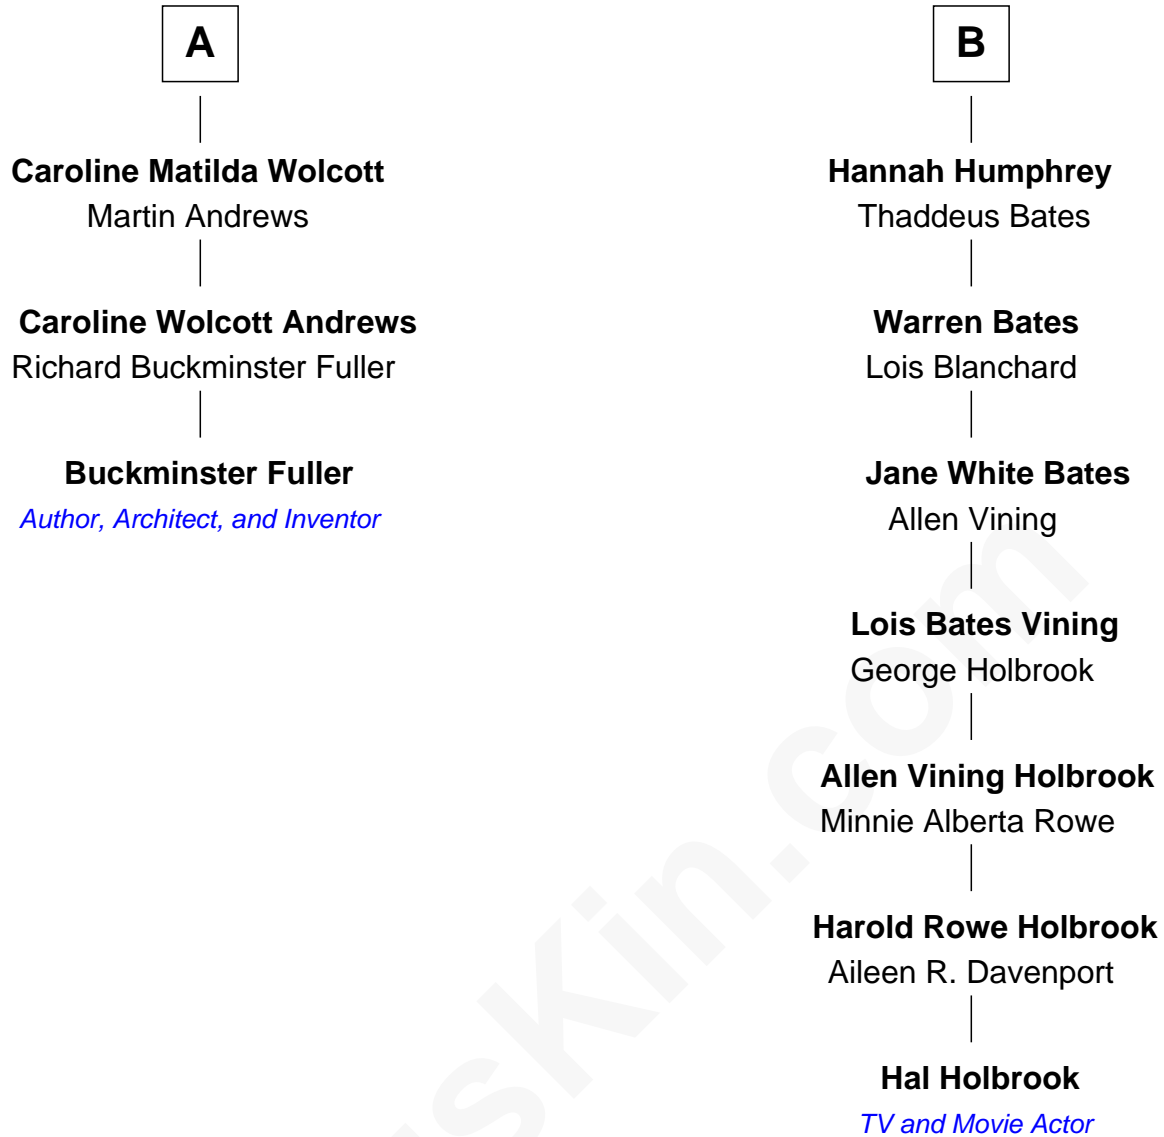 A
Caroline Matilda Wolcott
Martin Andrews
Caroline Wolcott Andrews
Richard Buckminster Fuller
Buckminster Fuller
Author, Architect, and Inventor
B
Hannah Humphrey
Thaddeus Bates
Warren Bates
Lois Blanchard
Jane White Bates
Allen Vining
Lois Bates Vining
George Holbrook
Allen Vining Holbrook
Minnie Alberta Rowe
Harold Rowe Holbrook
Aileen R. Davenport
Hal Holbrook
TV and Movie Actor
sKin.com